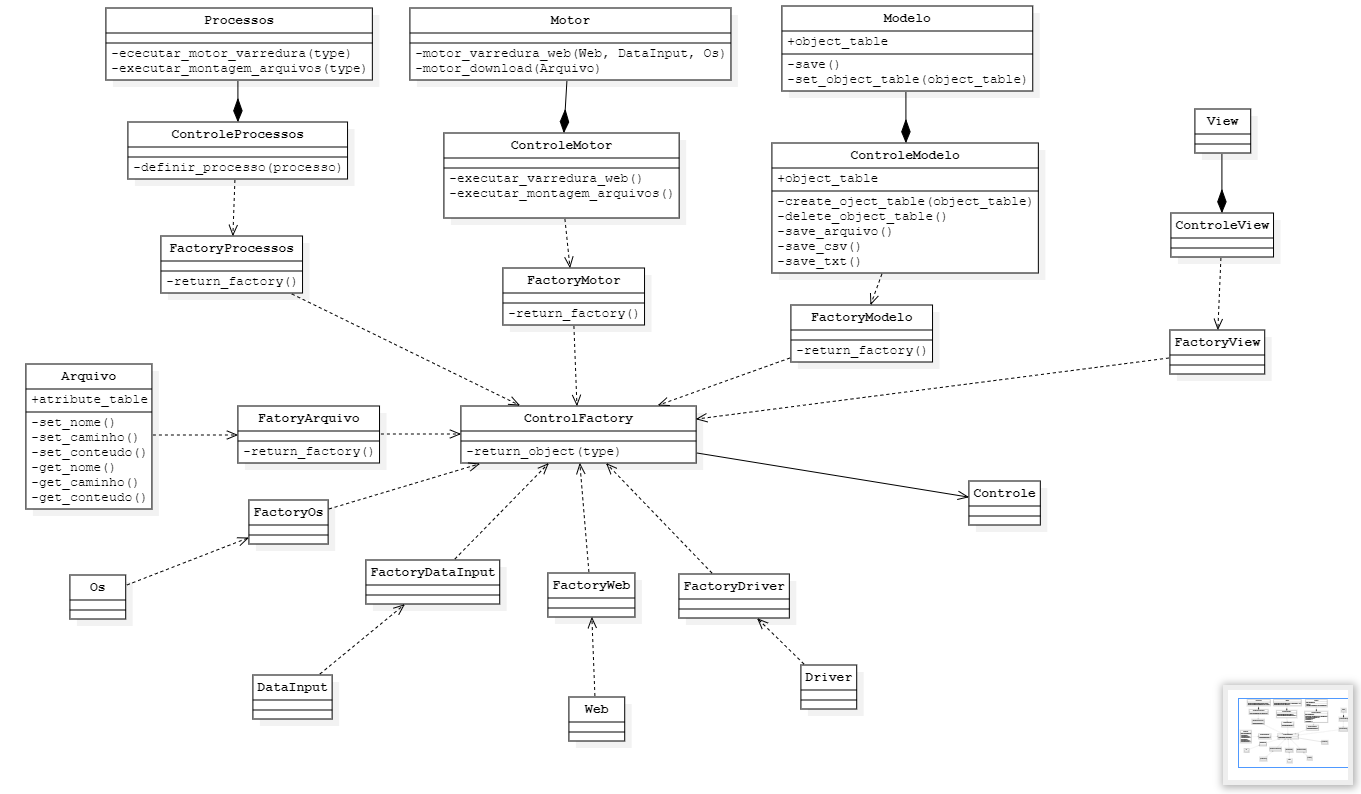 Processos
-ececutar_motor_varredura(type)
-executar_montagem_arquivos(type)
Motor
-motor_varredura_web(Web, DataInput, Os)
-motor_download(Arquivo)
Modelo
+object_table
-save()
-set_object_table(object_table)
View
ControleProcessos
-definir_processo(processo)
ControleMotor
-executar_varredura_web()
-executar_montagem_arquivos()
ControleModelo
+object_table
-create_oject_table(object_table)
-delete_object_table()
-save_arquivo()
-save_csv()
-save_txt()
ControleView
FactoryProcessos
-return_factory()
FactoryMotor
-return_factory()
FactoryModelo
-return_factory()
FactoryView
Arquivo
+atribute_table
-set_nome()
-set_caminho()
-set_conteudo()
-get_nome()
-get_caminho()
-get_conteudo()
FatoryArquivo
-return_factory()
ControlFactory
-return_object(type)
Controle
FactoryOs
Os
FactoryDataInput
FactoryWeb
FactoryDriver
DataInput
Web
Driver